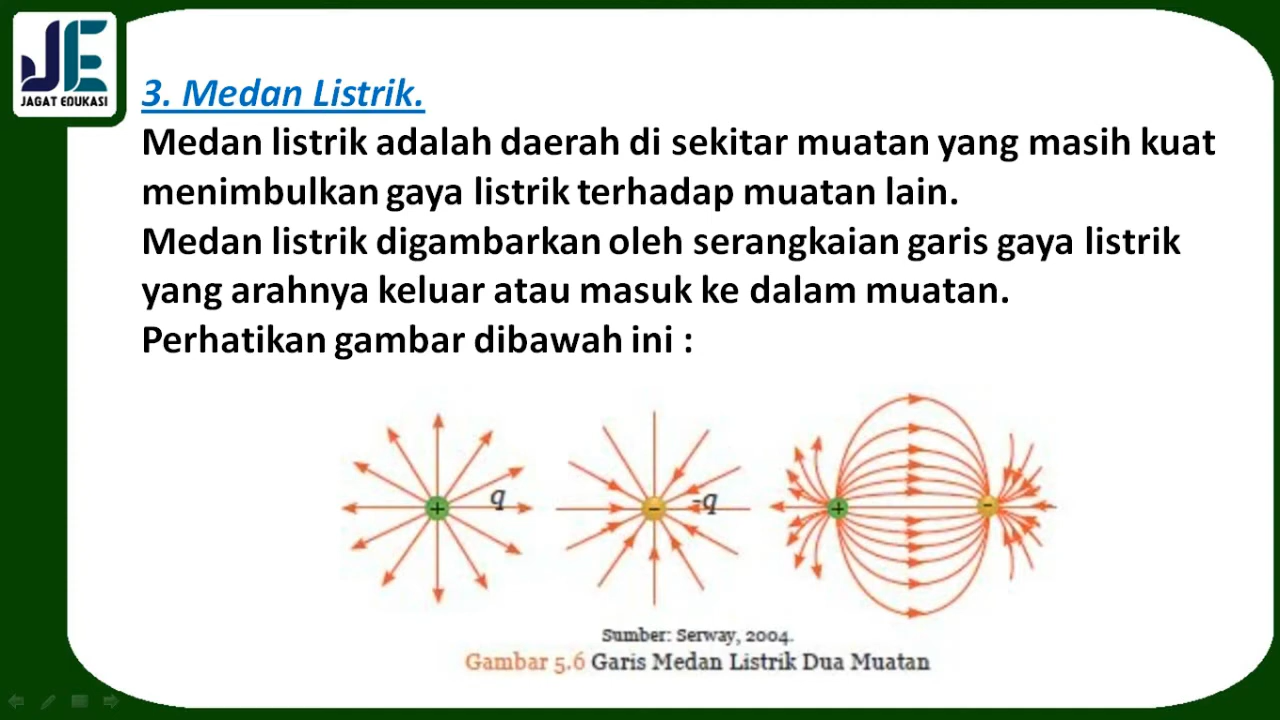 JE
JAGAT EDUKASI
3. Medan Listrik.
Medan listrik adalah daerah di sekitar muatan yang masih kuat
menimbulkan gaya listrik terhadap muatan lain.
Medan listrik digambarkan oleh serangkaian garis gaya listrik
yang arahnya keluar atau masuk ke dalam muatan.
Perhatikan gambar dibawah ini :
+ q
- -q
+ -
Sumber: Serway, 2004.
Gambar 5.6 Garis Medan Listrik Dua Muatan